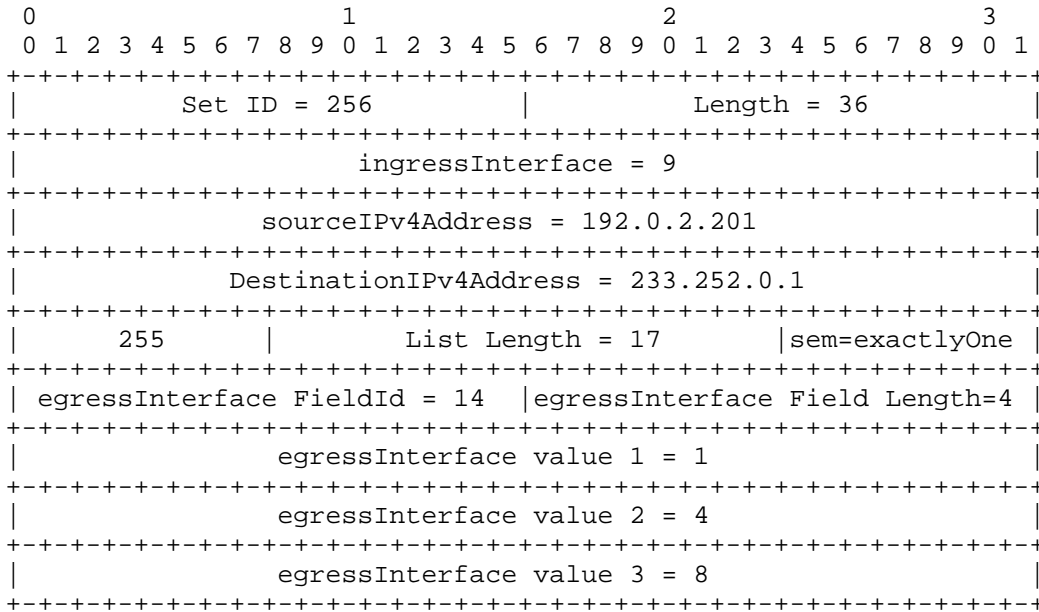 0                   1                   2                   3
0 1 2 3 4 5 6 7 8 9 0 1 2 3 4 5 6 7 8 9 0 1 2 3 4 5 6 7 8 9 0 1
+-+-+-+-+-+-+-+-+-+-+-+-+-+-+-+-+-+-+-+-+-+-+-+-+-+-+-+-+-+-+-+-+
|          Set ID = 256         |          Length = 36          |
+-+-+-+-+-+-+-+-+-+-+-+-+-+-+-+-+-+-+-+-+-+-+-+-+-+-+-+-+-+-+-+-+
|                     ingressInterface = 9                      |
+-+-+-+-+-+-+-+-+-+-+-+-+-+-+-+-+-+-+-+-+-+-+-+-+-+-+-+-+-+-+-+-+
|               sourceIPv4Address = 192.0.2.201                 |
+-+-+-+-+-+-+-+-+-+-+-+-+-+-+-+-+-+-+-+-+-+-+-+-+-+-+-+-+-+-+-+-+
|             DestinationIPv4Address = 233.252.0.1              |
+-+-+-+-+-+-+-+-+-+-+-+-+-+-+-+-+-+-+-+-+-+-+-+-+-+-+-+-+-+-+-+-+
|      255      |        List Length = 17       |sem=exactlyOne |
+-+-+-+-+-+-+-+-+-+-+-+-+-+-+-+-+-+-+-+-+-+-+-+-+-+-+-+-+-+-+-+-+
| egressInterface FieldId = 14  |egressInterface Field Length=4 |
+-+-+-+-+-+-+-+-+-+-+-+-+-+-+-+-+-+-+-+-+-+-+-+-+-+-+-+-+-+-+-+-+
|                egressInterface value 1 = 1                    |
+-+-+-+-+-+-+-+-+-+-+-+-+-+-+-+-+-+-+-+-+-+-+-+-+-+-+-+-+-+-+-+-+
|                egressInterface value 2 = 4                    |
+-+-+-+-+-+-+-+-+-+-+-+-+-+-+-+-+-+-+-+-+-+-+-+-+-+-+-+-+-+-+-+-+
|                egressInterface value 3 = 8                    |
+-+-+-+-+-+-+-+-+-+-+-+-+-+-+-+-+-+-+-+-+-+-+-+-+-+-+-+-+-+-+-+-+